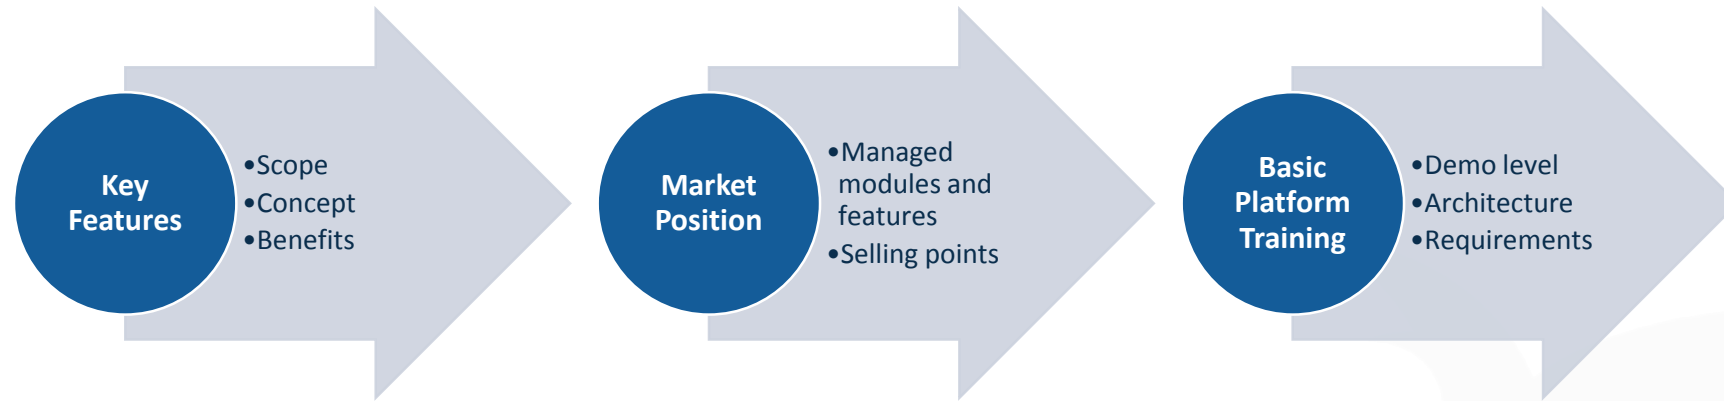 Key
Features
•Scope
•Concept
•Benefits
Market
Position
•Managed
modules and
features
•Selling points
Basic
Platform
Training
•Demo level
•Architecture
•Requirements